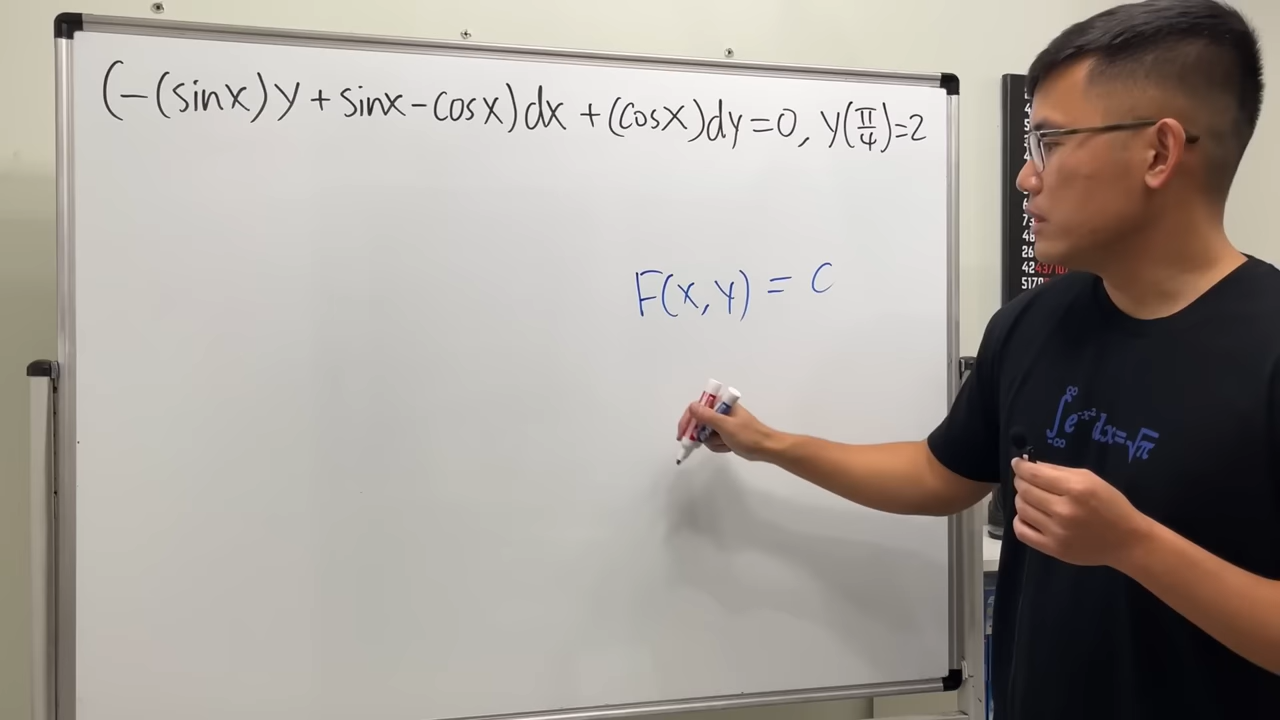 (-(sinx)y + sinx - cosx)dx + (cosx)dy = 0, y(π/4) = 2
F(x, y) = C
∫_{-∞}^{∞} e^{-x²} dx = √π